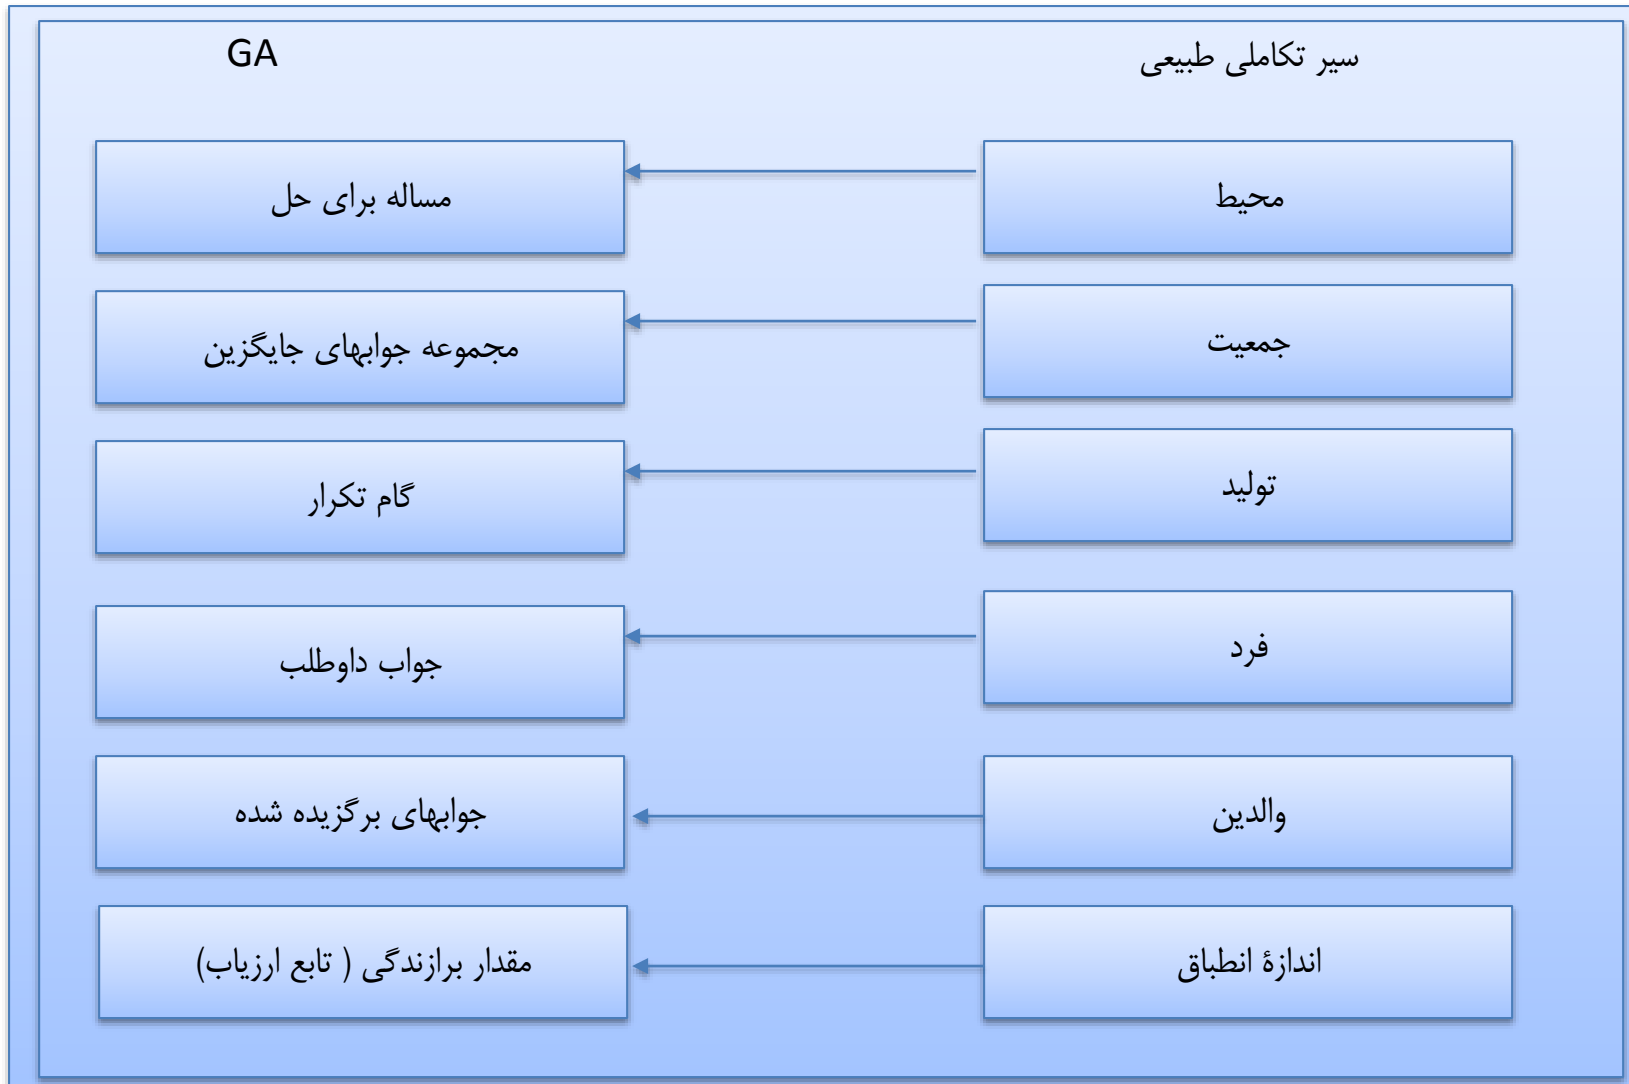 سیر تکاملی طبیعی
GA
محیط
مساله برای حل
جمعیت
مجموعه جوابهای جایگزین
تولید
گام تکرار
فرد
جواب داوطلب
والدین
جوابهای برگزیده شده
اندازۀ انطباق
مقدار برازندگی ( تابع ارزیاب)